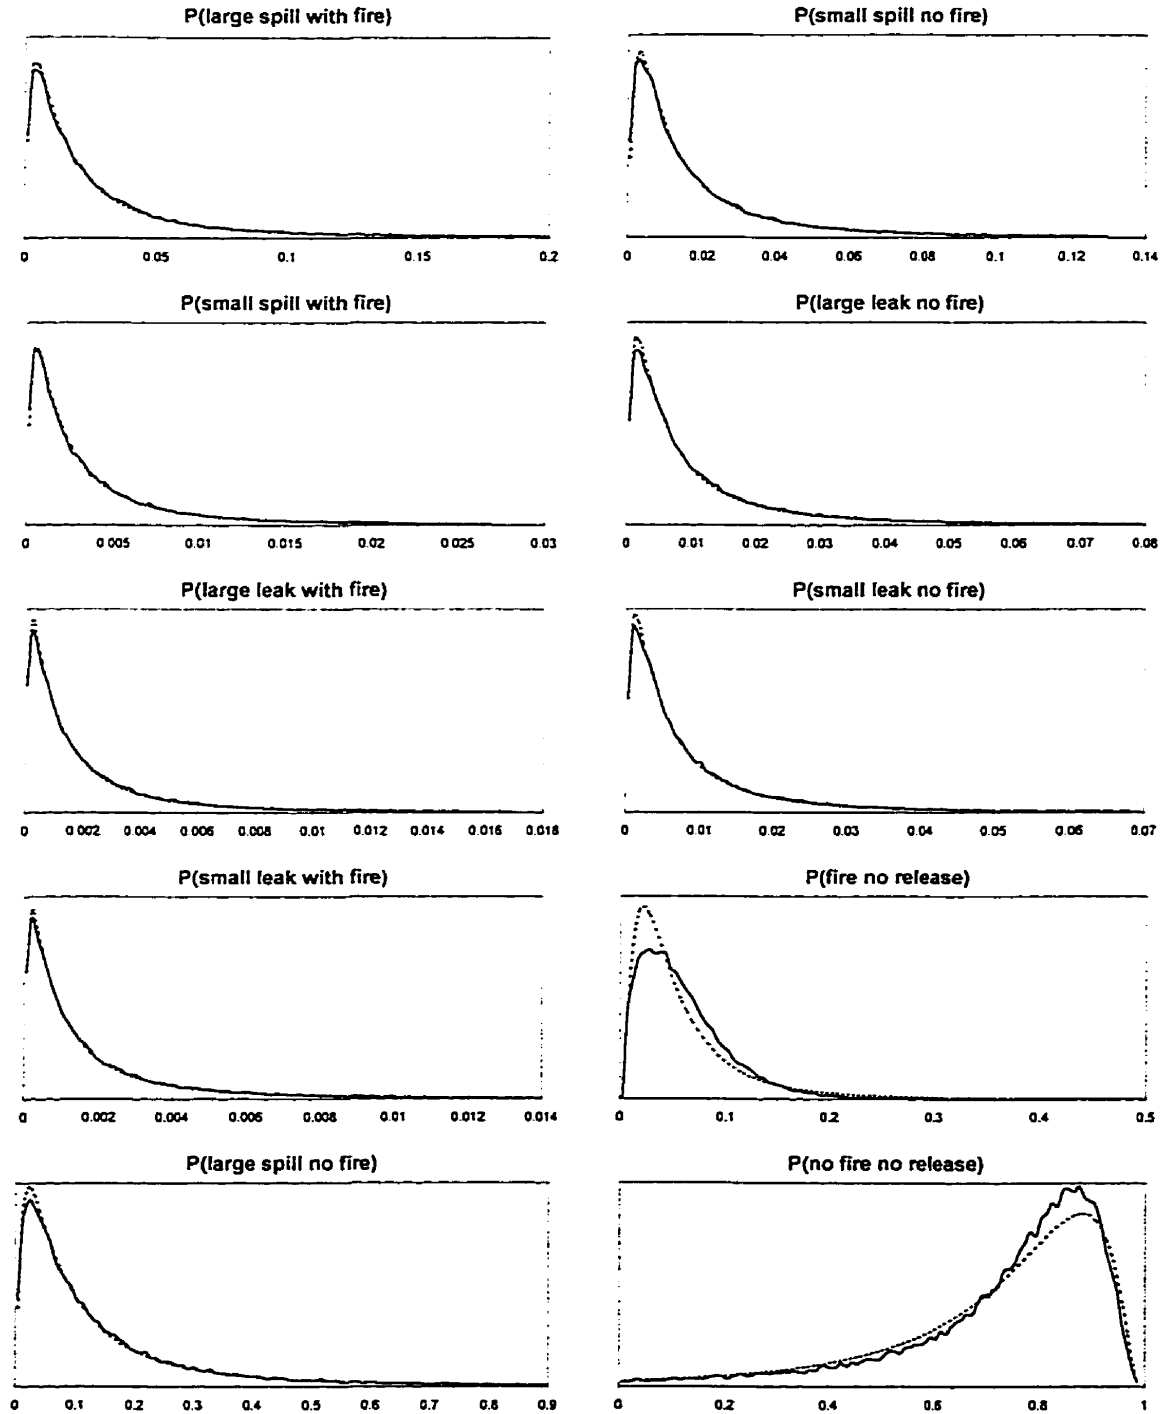 P(large spill with fire)
0 0.05 0.1 0.15 0.2
P(small spill no fire)
0 0.02 0.04 0.06 0.08 0.1 0.12 0.14
P(small spill with fire)
0 0.005 0.01 0.015 0.02 0.025 0.03
P(large leak no fire)
0 0.01 0.02 0.03 0.04 0.05 0.06 0.07 0.08
P(large leak with fire)
0 0.002 0.004 0.006 0.008 0.01 0.012 0.014 0.016 0.018
P(small leak no fire)
0 0.01 0.02 0.03 0.04 0.05 0.06 0.07
P(small leak with fire)
0 0.002 0.004 0.006 0.008 0.01 0.012 0.014
P(fire no release)
0 0.1 0.2 0.3 0.4 0.5
P(large spill no fire)
0 0.1 0.2 0.3 0.4 0.5 0.6 0.7 0.8 0.9
P(no fire no release)
0 0.2 0.4 0.6 0.8 1